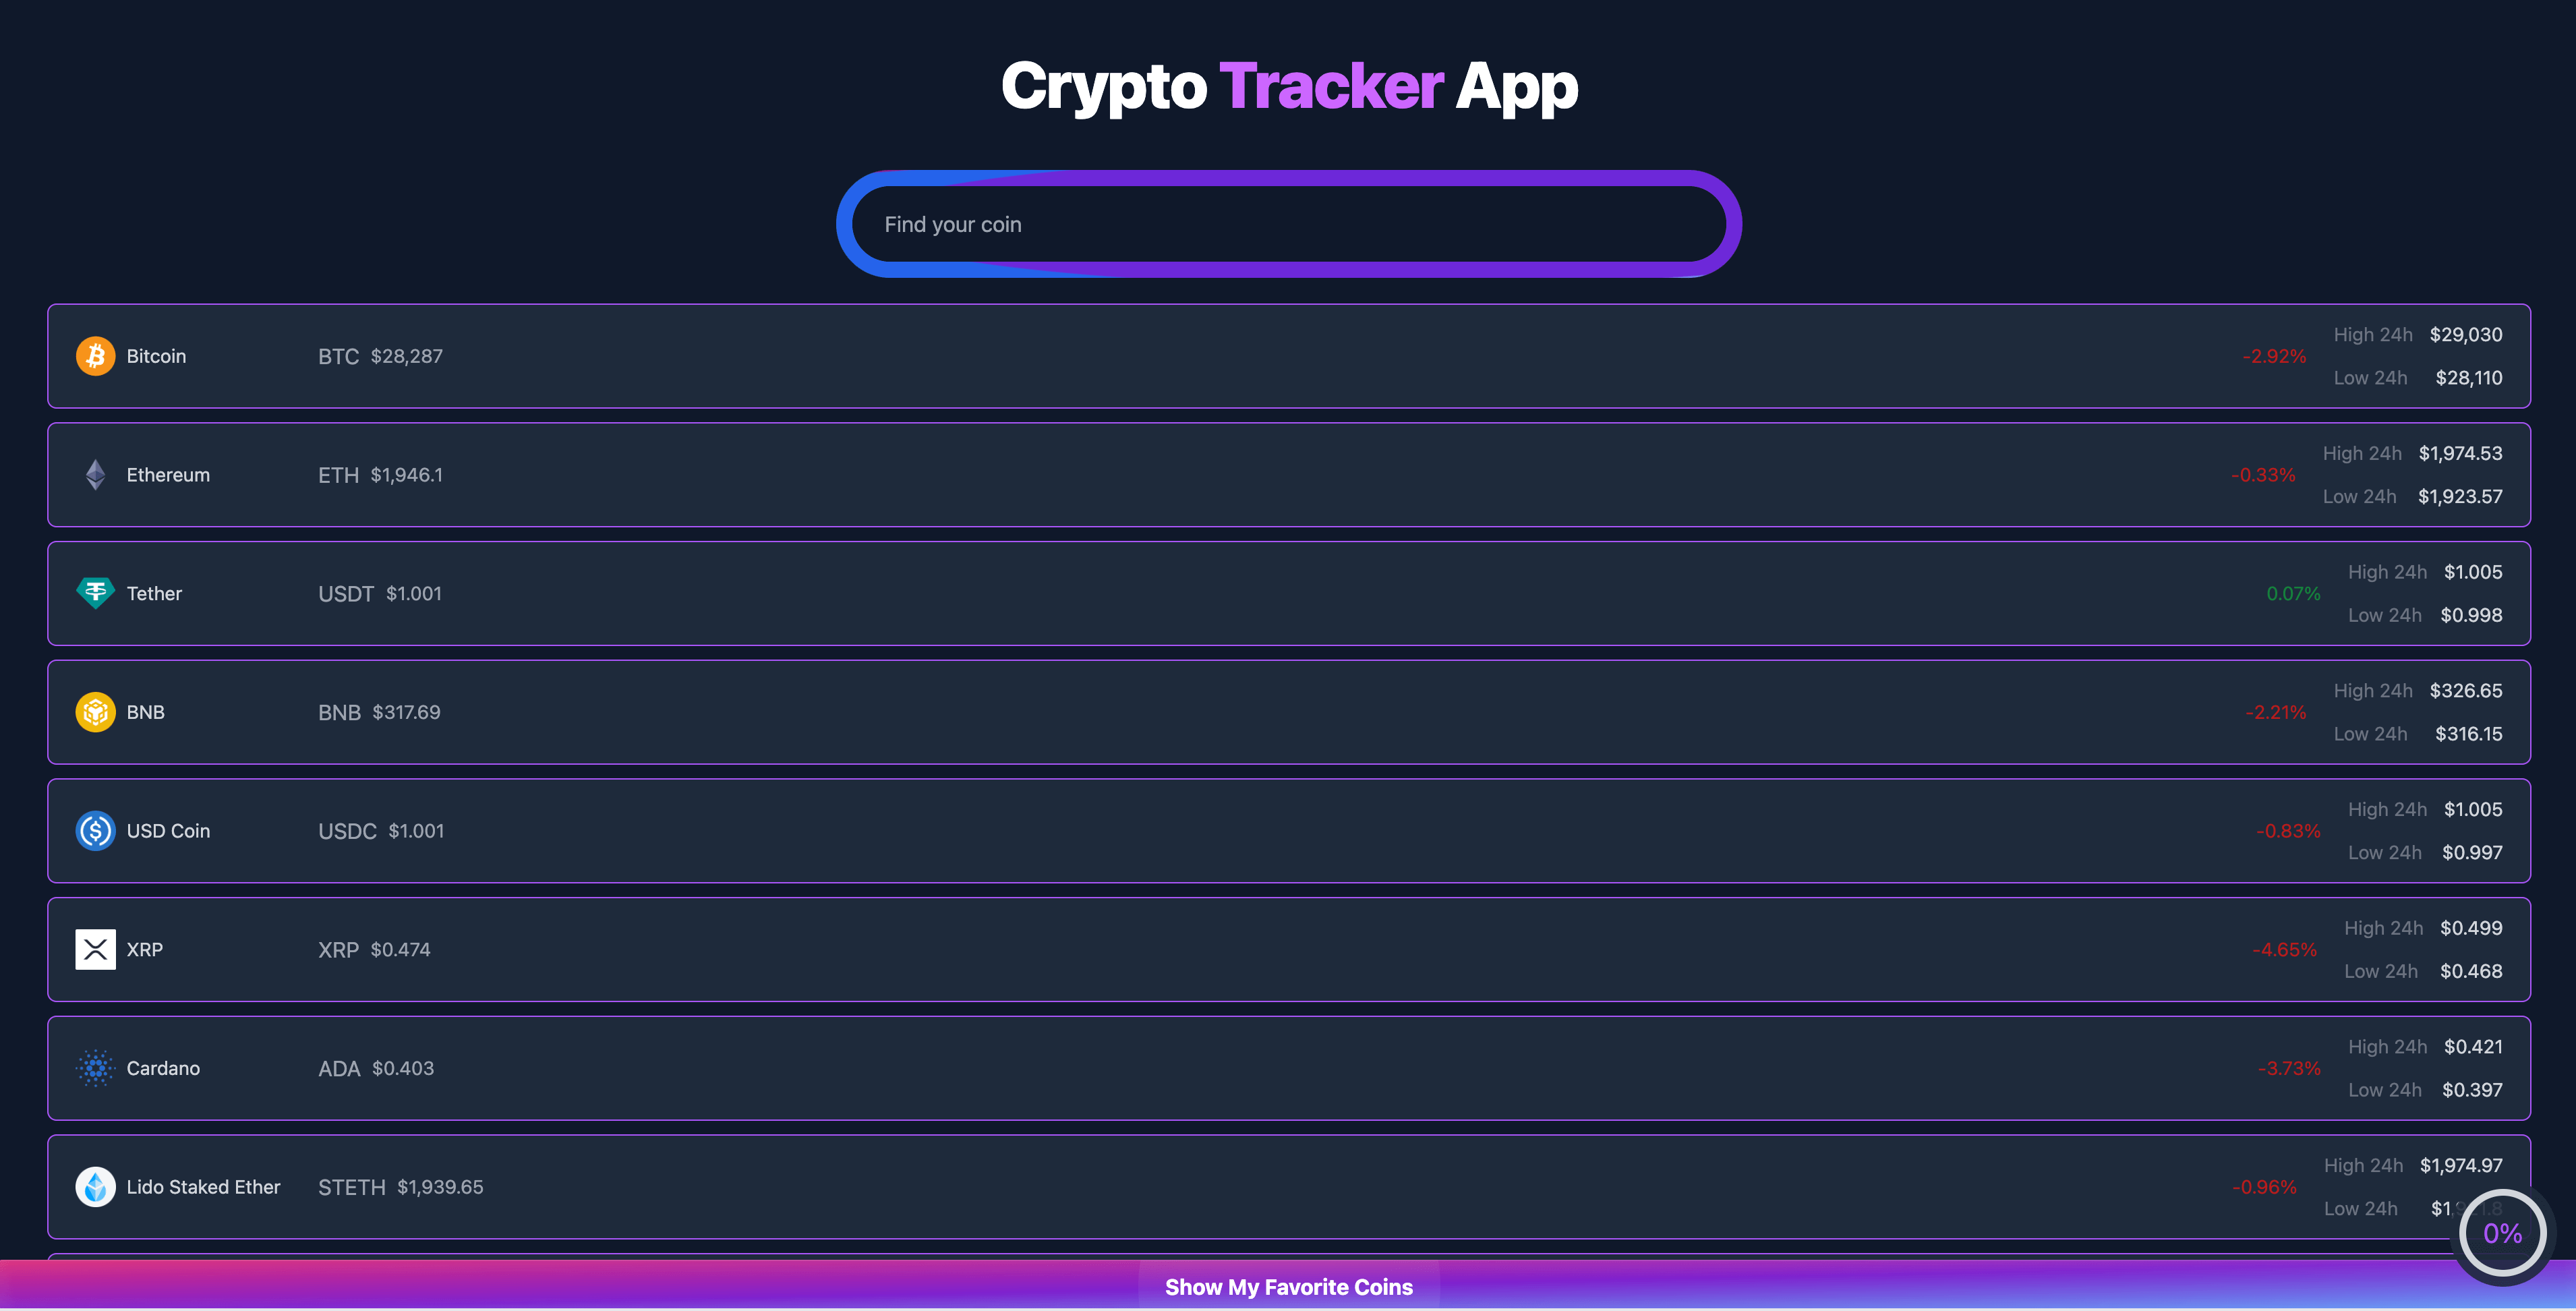 Crypto Tracker App
Find your coin
Bitcoin BTC $28,287 -2.92% High 24h $29,030
Low 24h $28,110
Ethereum ETH $1,946.1 -0.33% High 24h $1,974.53
Low 24h $1,923.57
Tether USDT $1.001 0.07% High 24h $1.005
Low 24h $0.998
BNB BNB $317.69 -2.21% High 24h $326.65
Low 24h $316.15
USD Coin USDC $1.001 -0.83% High 24h $1.005
Low 24h $0.997
XRP XRP $0.474 -4.65% High 24h $0.499
Low 24h $0.468
Cardano ADA $0.403 -3.73% High 24h $0.421
Low 24h $0.397
Lido Staked Ether STETH $1,939.65 -0.96% High 24h $1,974.97
Low 24h
0%
Show My Favorite Coins